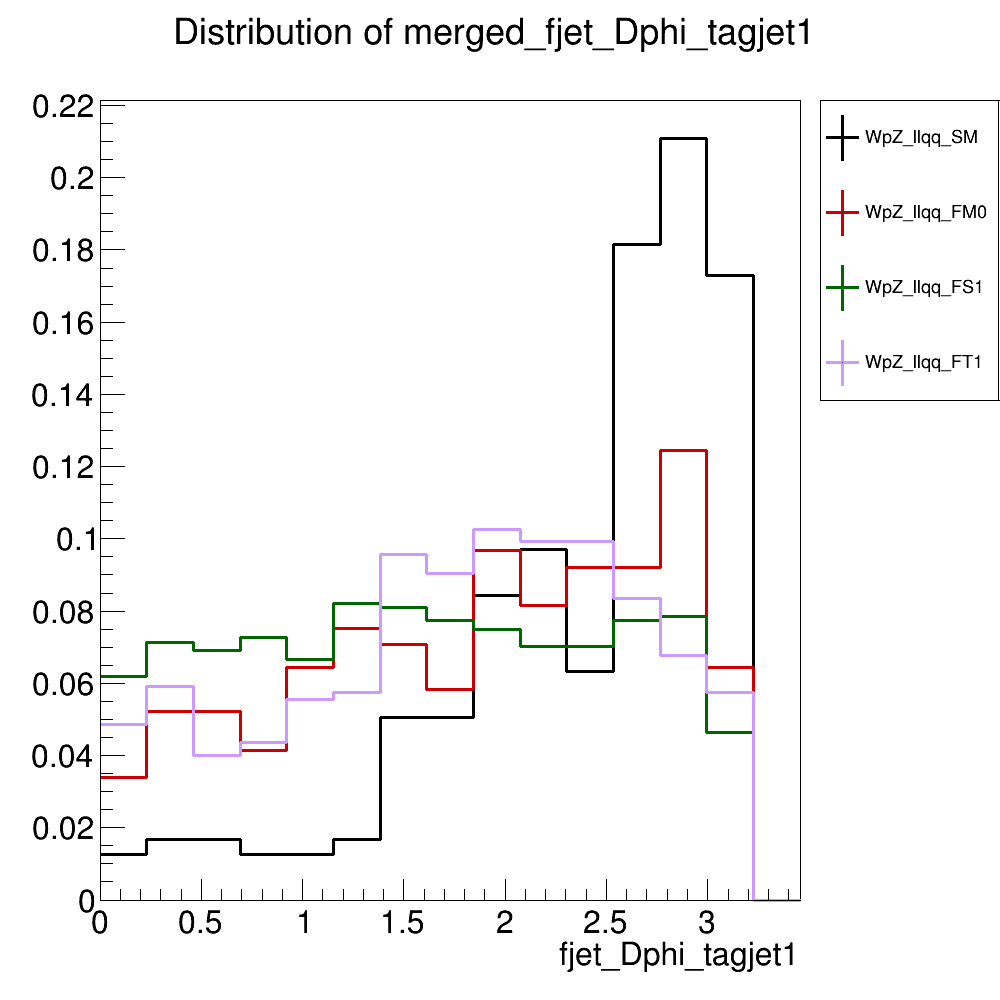 Distribution of merged_fjet_Dphi_tagjet1
0.22
0.2
0.18
0.16
0.14
0.12
0.1
0.08
0.06
0.04
0.02
0
0 0.5 1 1.5 2 2.5 3
fjet_Dphi_tagjet1
WpZ_llqq_SM
WpZ_llqq_FM0
WpZ_llqq_FS1
WpZ_llqq_FT1